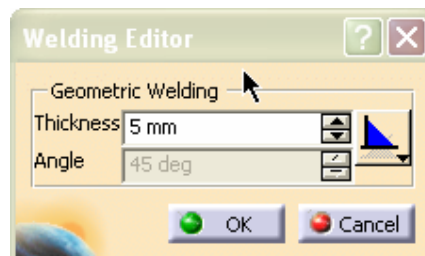 Welding Editor
Geometric Welding
Thickness 5 mm
Angle 45 deg
OK Cancel